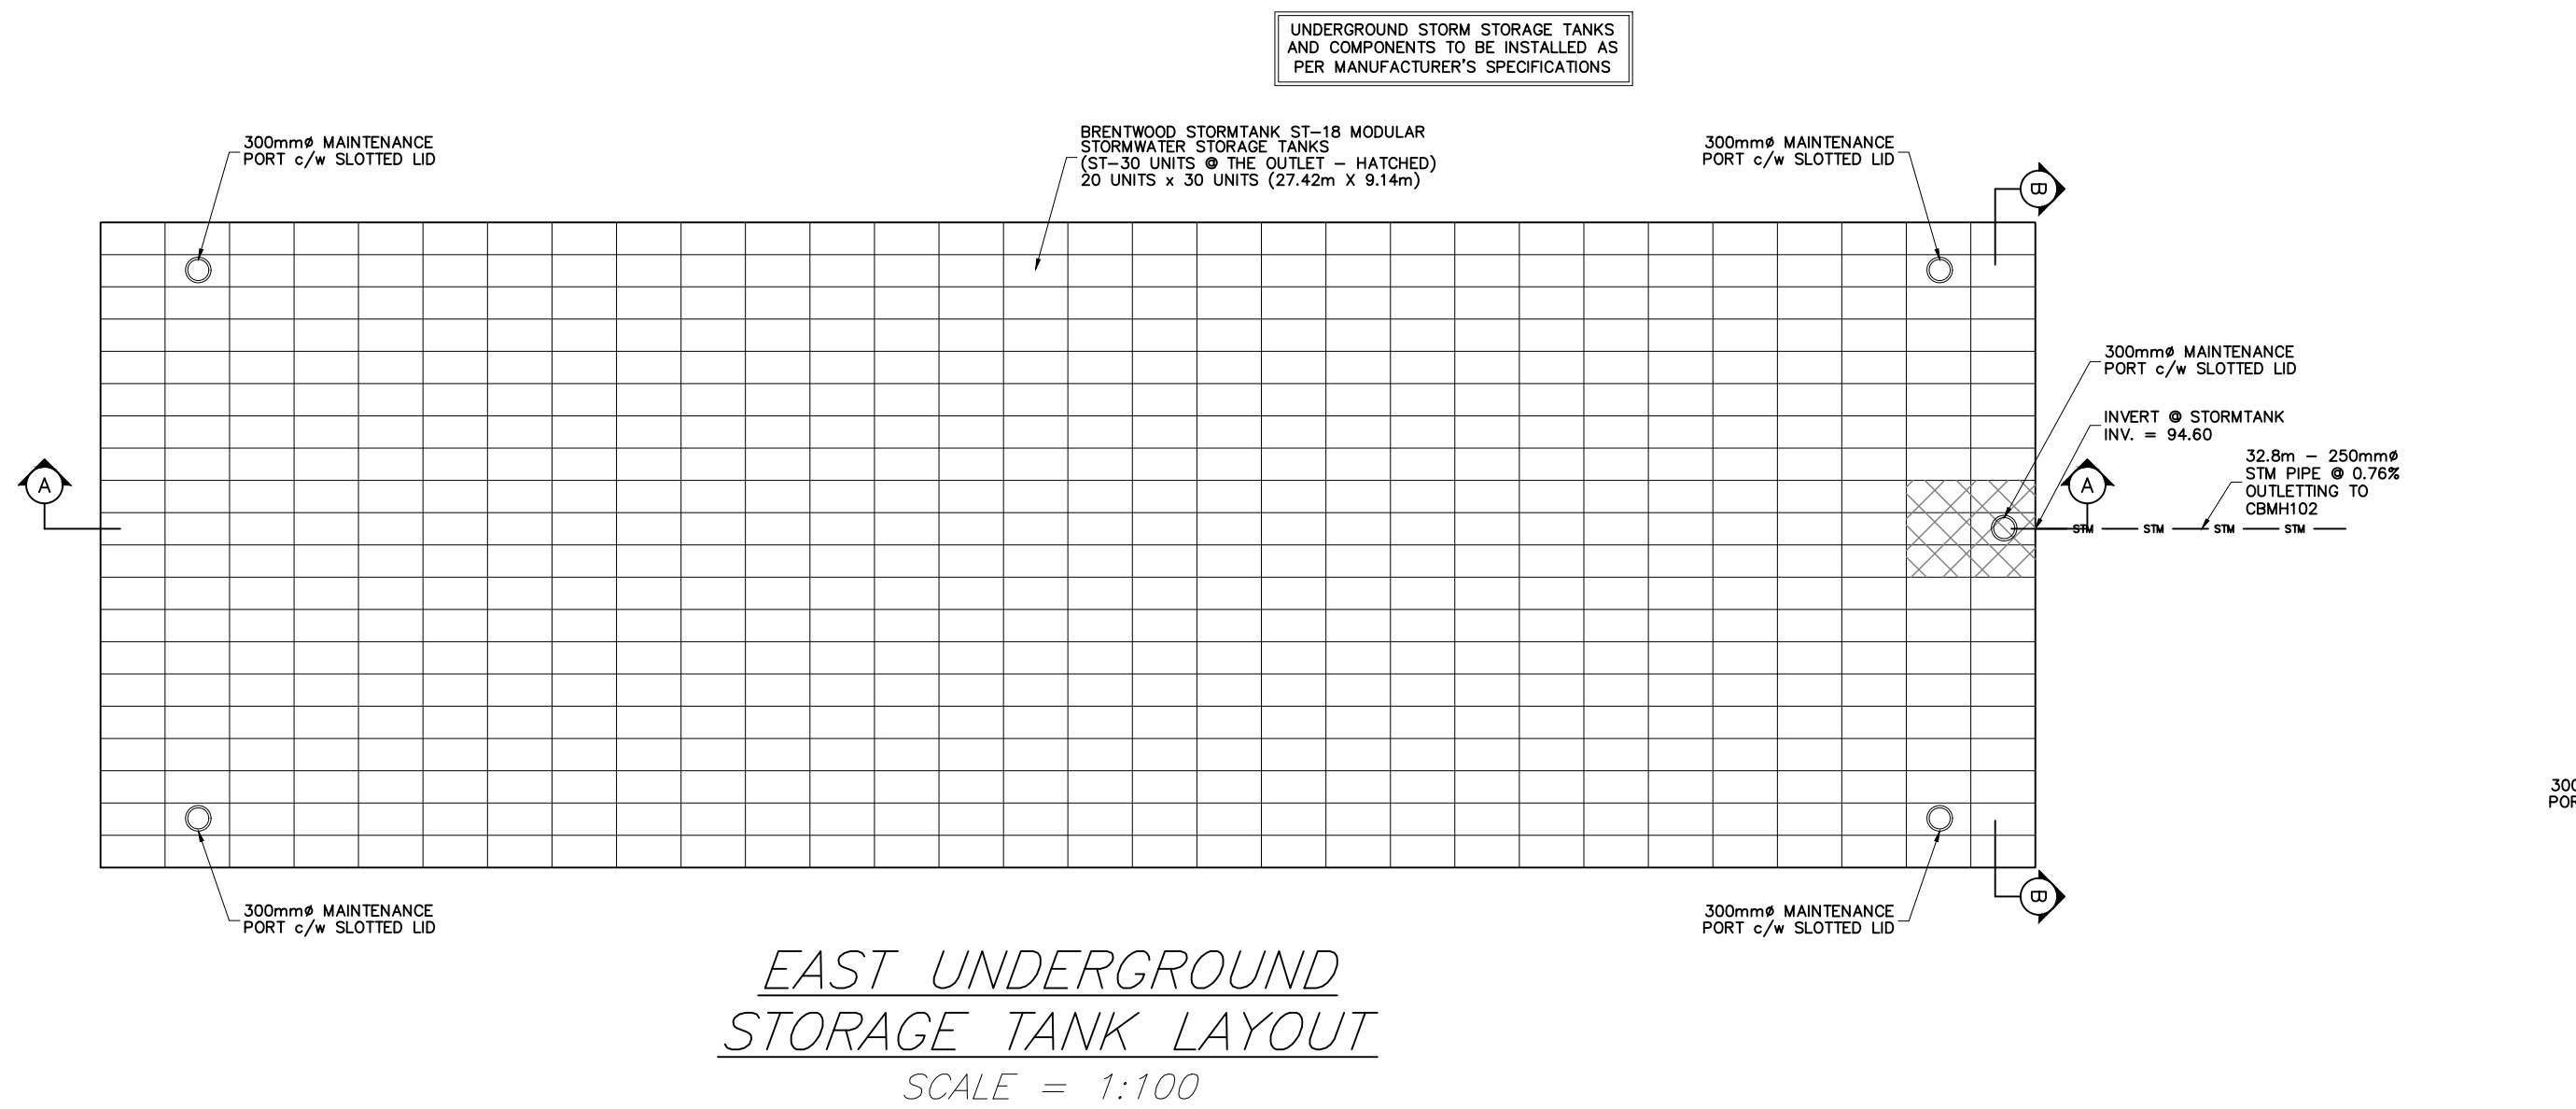 UNDERGROUND STORM STORAGE TANKS
AND COMPONENTS TO BE INSTALLED AS
PER MANUFACTURER'S SPECIFICATIONS
300mmø MAINTENANCE
PORT c/w SLOTTED LID
BRENTWOOD STORMTANK ST-18 MODULAR
STORMWATER STORAGE TANKS
(ST-30 UNITS @ THE OUTLET - HATCHED)
20 UNITS x 30 UNITS (27.42m X 9.14m)
300mmø MAINTENANCE
PORT c/w SLOTTED LID
B
300mmø MAINTENANCE
PORT c/w SLOTTED LID
INVERT @ STORMTANK
INV. = 94.60
32.8m - 250mmø
STM PIPE @ 0.76%
OUTLETTING TO
CBMH102
A
A
STM STM STM STM
300
POR
B
300mmø MAINTENANCE
PORT c/w SLOTTED LID
300mmø MAINTENANCE
PORT c/w SLOTTED LID
EAST UNDERGROUND
STORAGE TANK LAYOUT
SCALE = 1:100